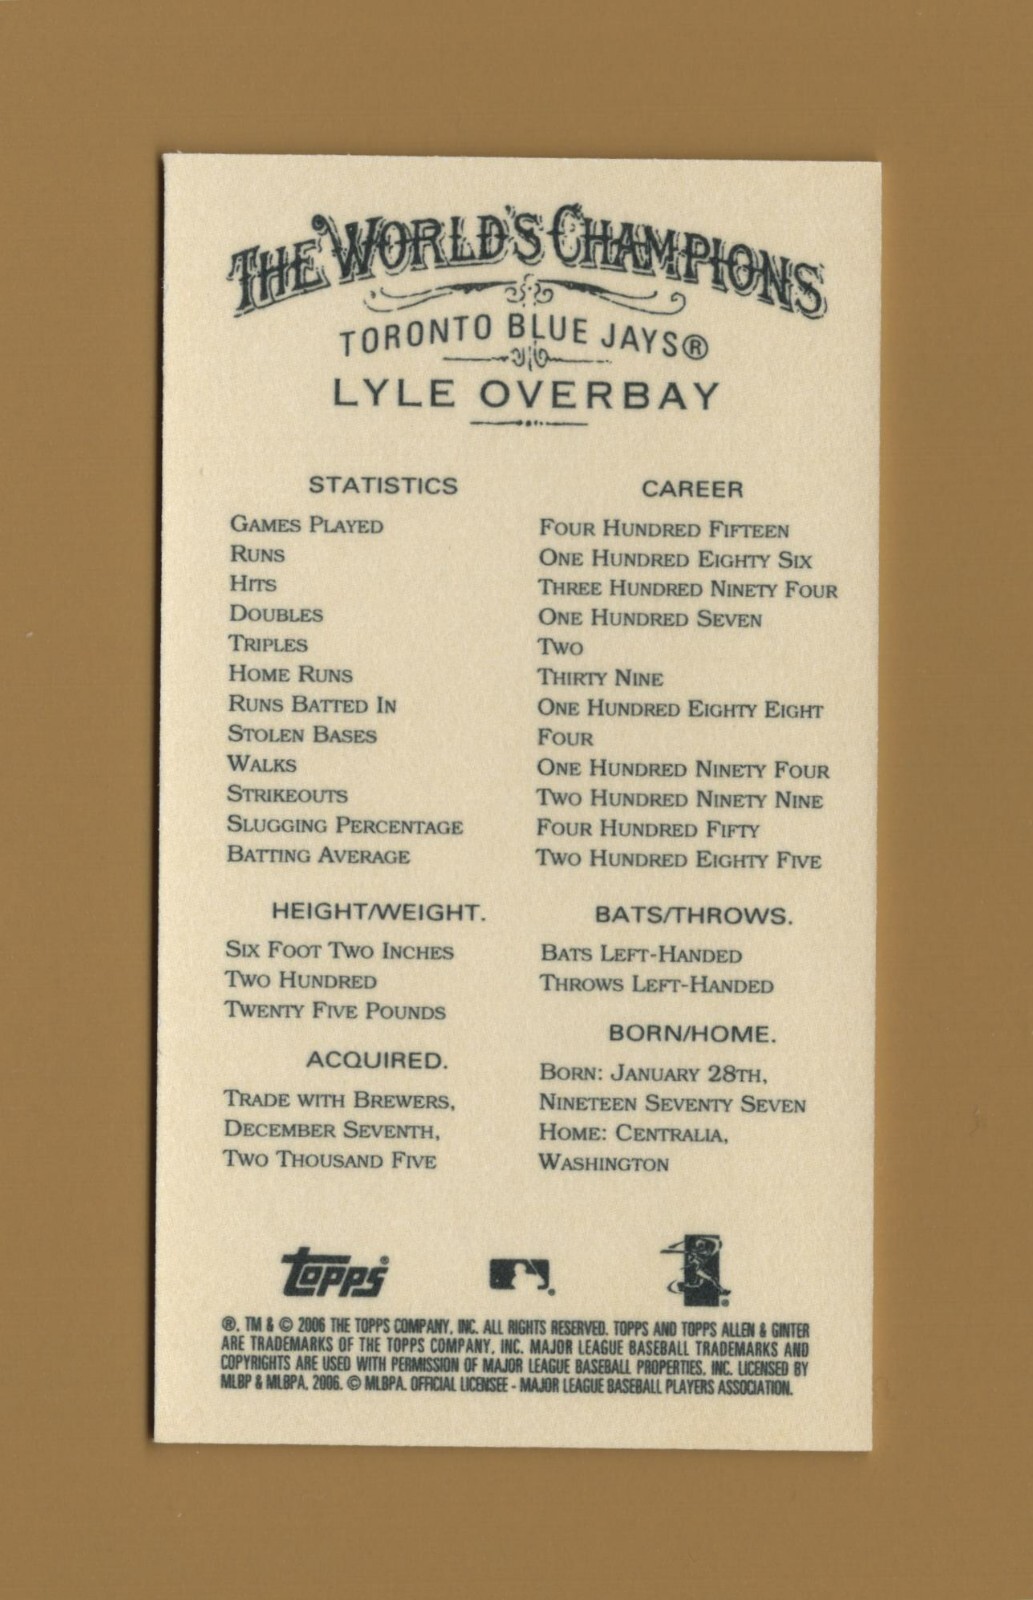 THE WORLD'S CHAMPIONS
TORONTO BLUE JAYS®
LYLE OVERBAY
STATISTICS CAREER
GAMES PLAYED FOUR HUNDRED FIFTEEN
RUNS ONE HUNDRED EIGHTY SIX
HITS THREE HUNDRED NINETY FOUR
DOUBLES ONE HUNDRED SEVEN
TRIPLES TWO
HOME RUNS THIRTY NINE
RUNS BATTED IN ONE HUNDRED EIGHTY EIGHT
STOLEN BASES FOUR
WALKS ONE HUNDRED NINETY FOUR
STRIKEOUTS TWO HUNDRED NINETY NINE
SLUGGING PERCENTAGE FOUR HUNDRED FIFTY
BATTING AVERAGE TWO HUNDRED EIGHTY FIVE
HEIGHT/WEIGHT.
SIX FOOT TWO INCHES
TWO HUNDRED
TWENTY FIVE POUNDS
ACQUIRED.
TRADE WITH BREWERS,
DECEMBER SEVENTH,
TWO THOUSAND FIVE
BATS/THROWS.
BATS LEFT-HANDED
THROWS LEFT-HANDED
BORN/HOME.
BORN: JANUARY 28TH,
NINETEEN SEVENTY SEVEN
HOME: CENTRALIA,
WASHINGTON
topps®
®, TM & © 2006 THE TOPPS COMPANY, INC. ALL RIGHTS RESERVED. TOPPS AND TOPPS ALLEN & GINTER
ARE TRADEMARKS OF THE TOPPS COMPANY, INC. MAJOR LEAGUE BASEBALL TRADEMARKS AND
COPYRIGHTS ARE USED WITH PERMISSION OF MAJOR LEAGUE BASEBALL PROPERTIES, INC. LICENSED BY
MLBP & MLBPA, 2006. © MLBPA. OFFICIAL LICENSEE - MAJOR LEAGUE BASEBALL PLAYERS ASSOCIATION.